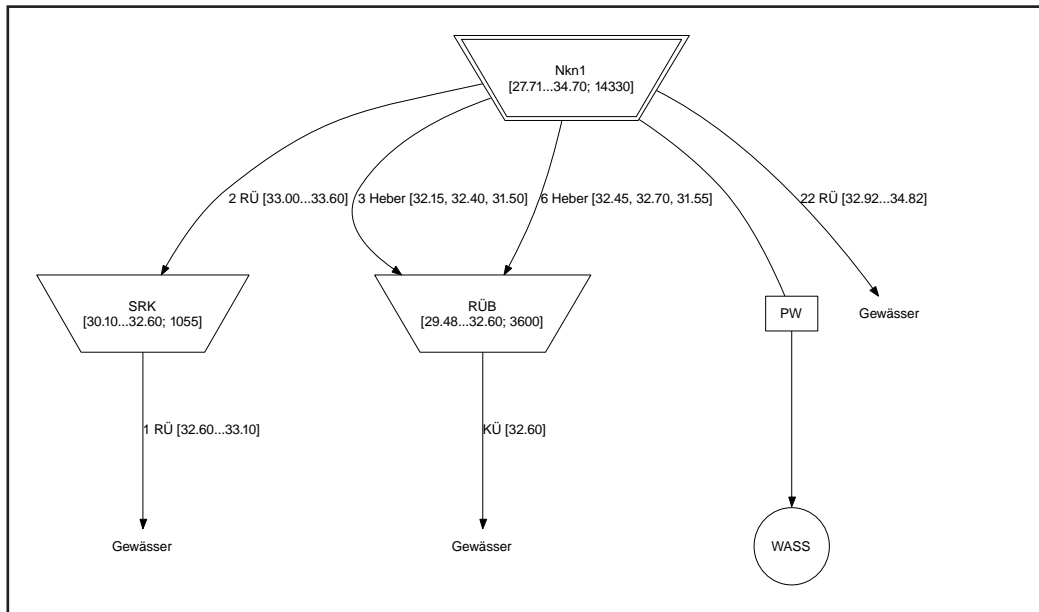 Nkn1
[27.71...34.70; 14330]
2 RÜ [33.00...33.60]
3 Heber [32.15, 32.40, 31.50]
6 Heber [32.45, 32.70, 31.55]
22 RÜ [32.92...34.82]
SRK
[30.10...32.60; 1055]
RÜB
[29.48...32.60; 3600]
PW
Gewässer
1 RÜ [32.60...33.10]
KÜ [32.60]
Gewässer
Gewässer
WASS